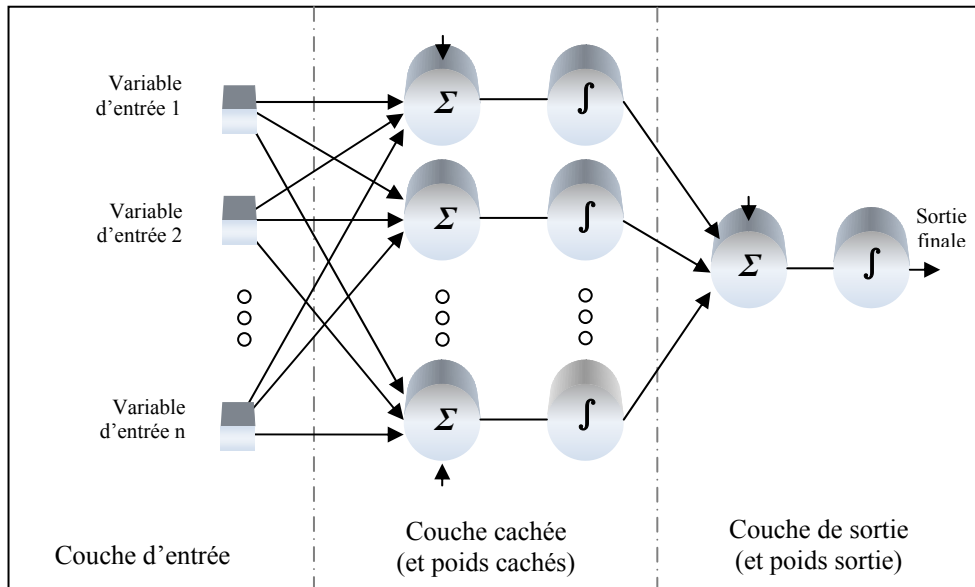 Variable
d'entrée 1
Σ
∫
Variable
d'entrée 2
Σ
∫
Σ
∫
Sortie
finale
Variable
d'entrée n
Σ
∫
Couche d’entrée
Couche cachée
(et poids cachés)
Couche de sortie
(et poids sortie)